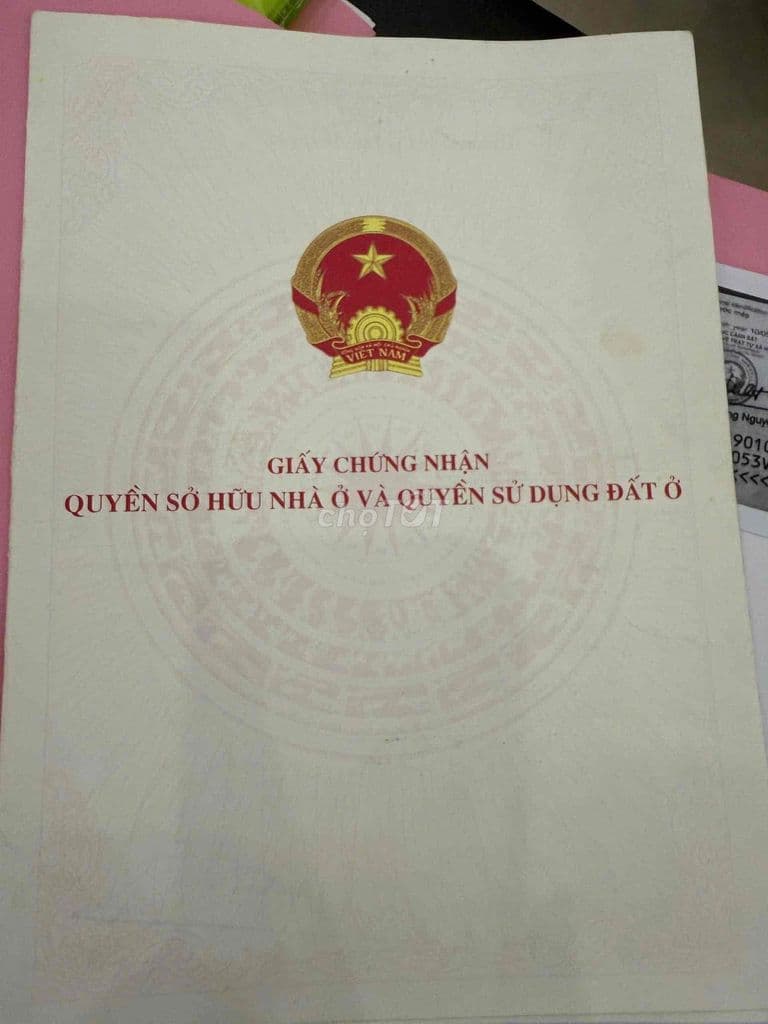 VIỆT NAM
GIẤY CHỨNG NHẬN
QUYỀN SỞ HỮU NHÀ Ở VÀ QUYỀN SỬ DỤNG ĐẤT Ở
chợTỐT